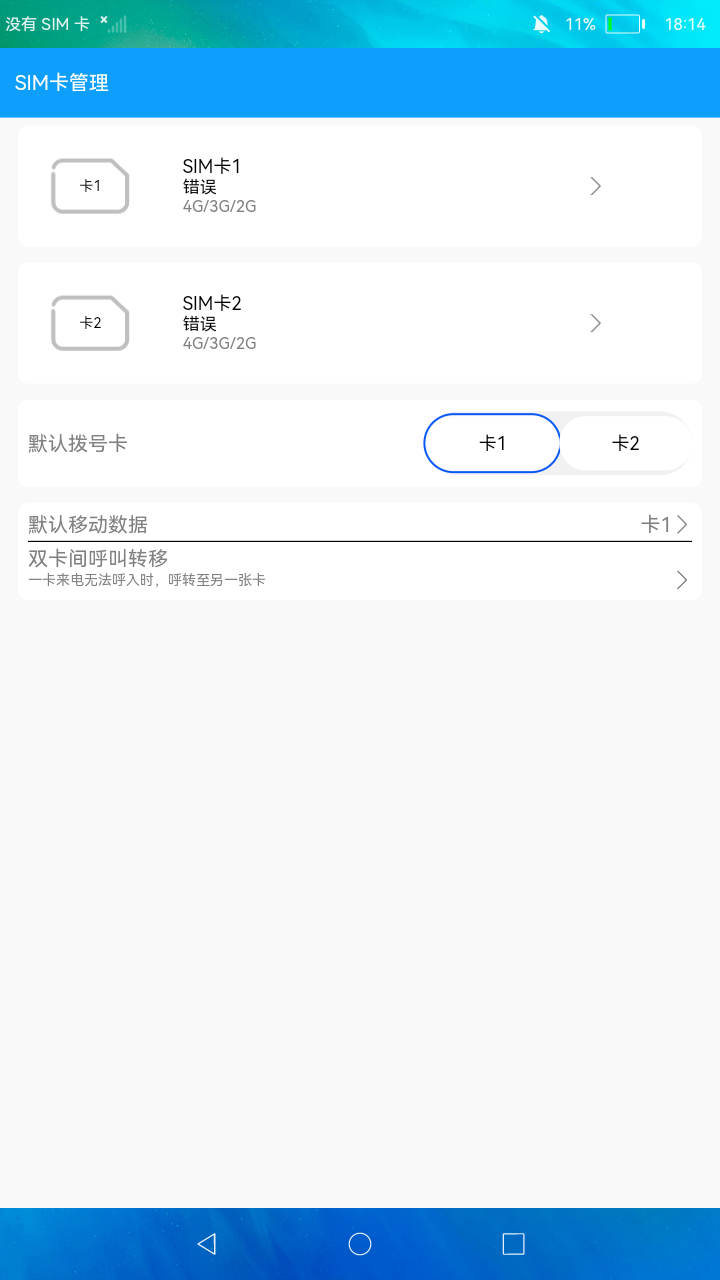 没有 SIM 卡 11% 18:14
SIM卡管理
卡1
SIM卡1
错误
4G/3G/2G
卡2
SIM卡2
错误
4G/3G/2G
默认拨号卡 卡1 卡2
默认移动数据 卡1
双卡间呼叫转移
一卡来电无法呼入时，呼转至另一张卡